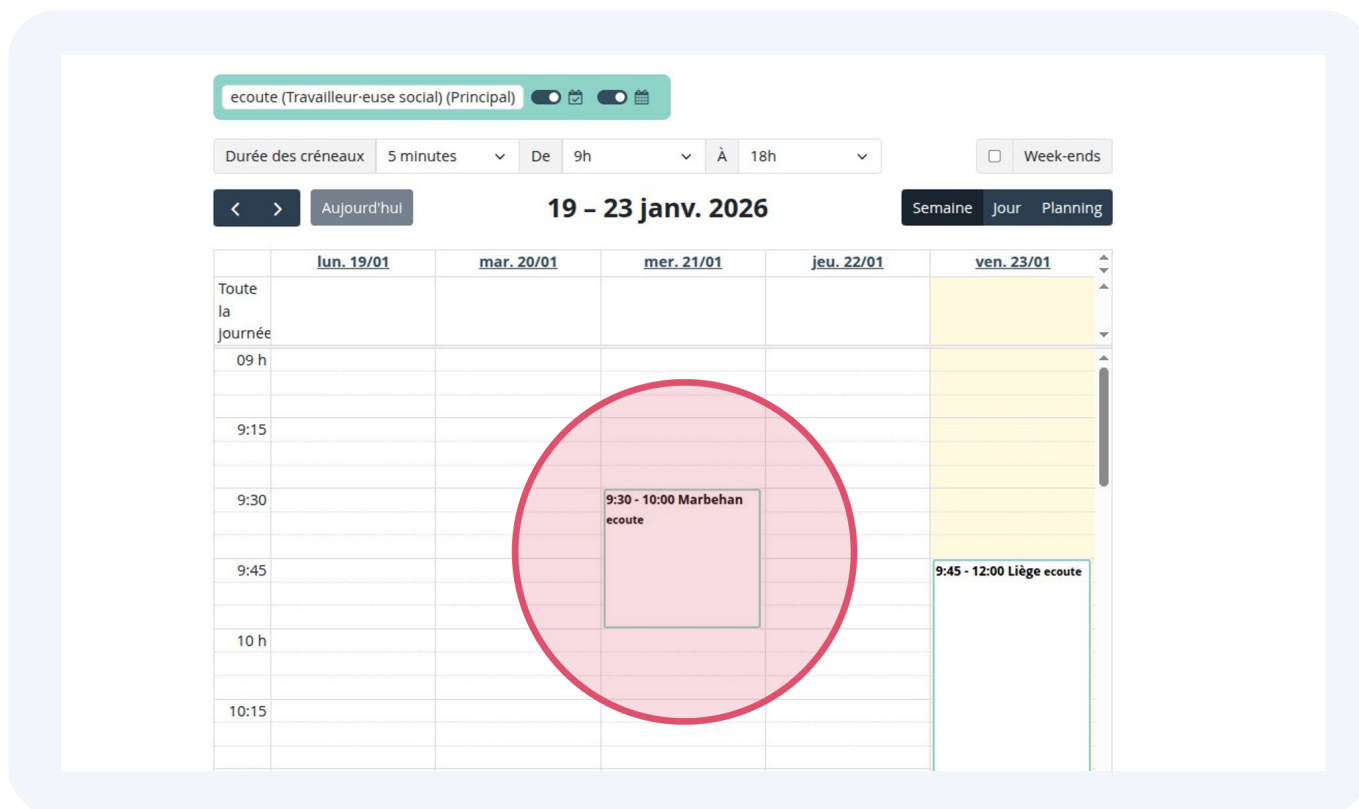 ecoute (Travailleur·euse social) (Principal)
Durée des créneaux 5 minutes De 9h À 18h Week-ends
Aujourd'hui 19 – 23 janv. 2026 Semaine Jour Planning
lun. 19/01 mar. 20/01 mer. 21/01 jeu. 22/01 ven. 23/01
Toute
la
journée
09 h
9:15
9:30 9:30 - 10:00 Marbehan
ecoute
9:45 9:45 - 12:00 Liège ecoute
10 h
10:15